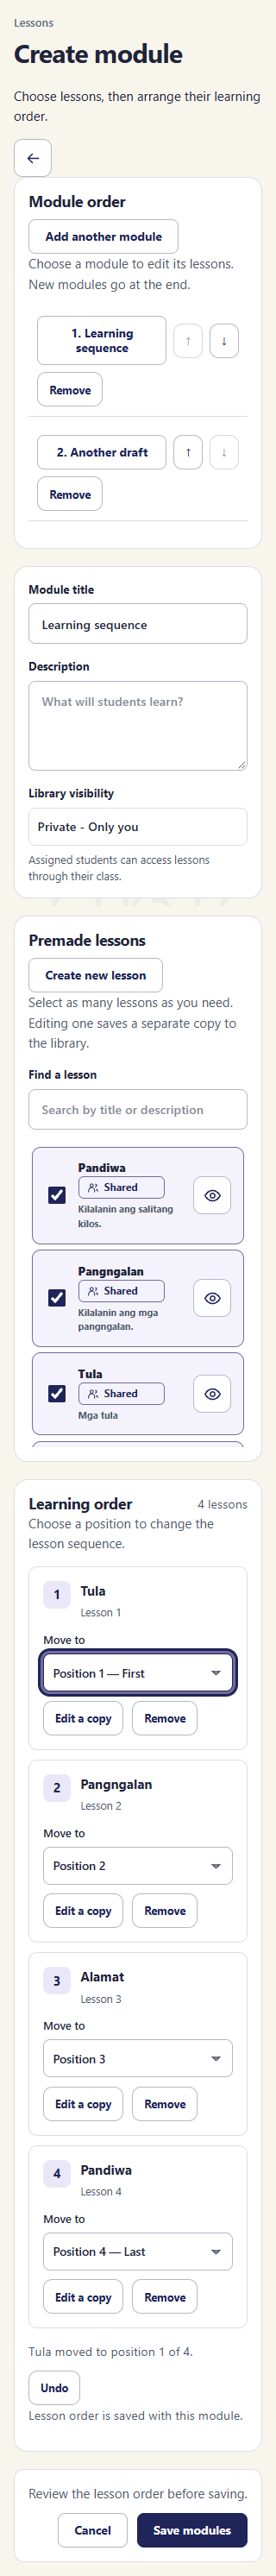 Lessons
Create module
Choose lessons, then arrange their learning
order.
←
Module order
Add another module
Choose a module to edit its lessons.
New modules go at the end.
1. Learning
sequence
↑
↓
Remove
2. Another draft
↑
↓
Remove
Module title
Learning sequence
Description
What will students learn?
Library visibility
Private - Only you
Assigned students can access lessons
through their class.
Premade lessons
Create new lesson
Select as many lessons as you need.
Editing one saves a separate copy to
the library.
Find a lesson
Search by title or description
Pandiwa
Shared
Kilalanin ang salitang
kilos.
Pangngalan
Shared
Kilalanin ang mga
pangngalan.
Tula
Shared
Mga tula
Learning order
4 lessons
Choose a position to change the
lesson sequence.
1
Tula
Lesson 1
Move to
Position 1 — First
Edit a copy
Remove
2
Pangngalan
Lesson 2
Move to
Position 2
Edit a copy
Remove
3
Alamat
Lesson 3
Move to
Position 3
Edit a copy
Remove
4
Pandiwa
Lesson 4
Move to
Position 4 — Last
Edit a copy
Remove
Tula moved to position 1 of 4.
Undo
Lesson order is saved with this module.
Review the lesson order before saving.
Cancel
Save modules